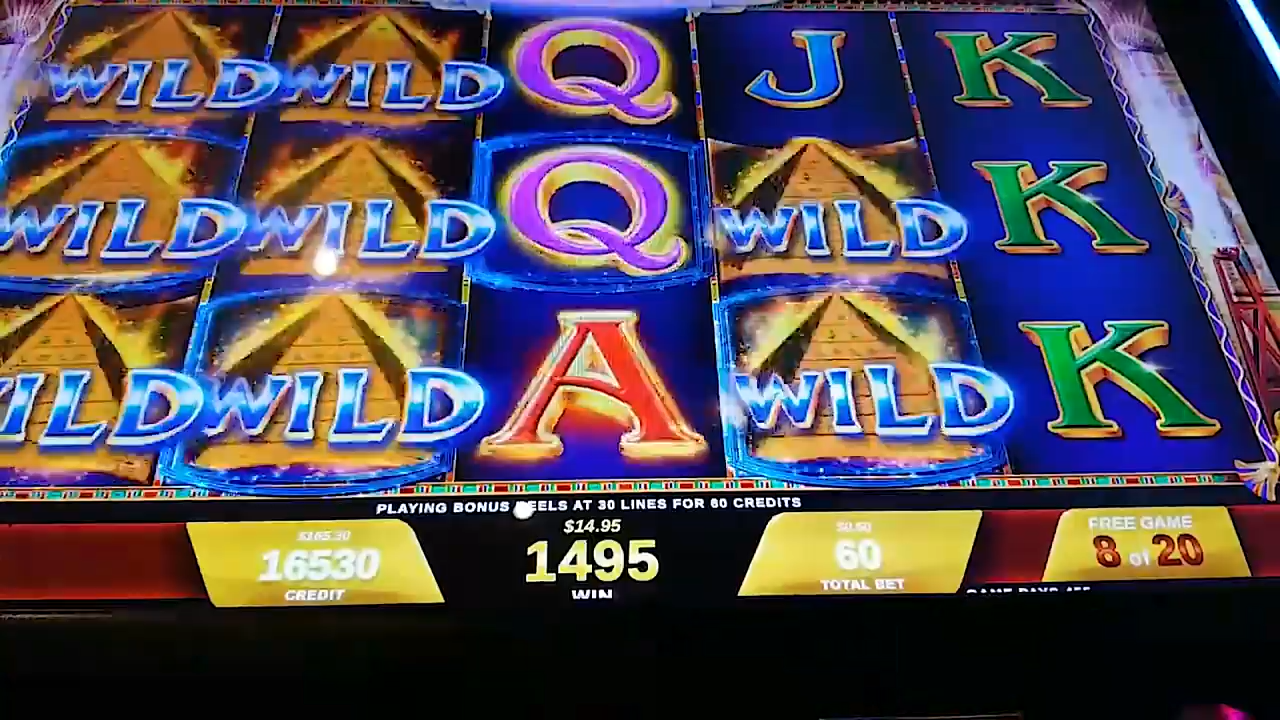 WILD WILD Q J K
WILD WILD Q WILD K
WILD WILD A WILD K
PLAYING BONUS REELS AT 30 LINES FOR 60 CREDITS
$165.30 $14.95 $0.60 FREE GAME
16530 1495 60 8 of 20
CREDIT WIN TOTAL BET